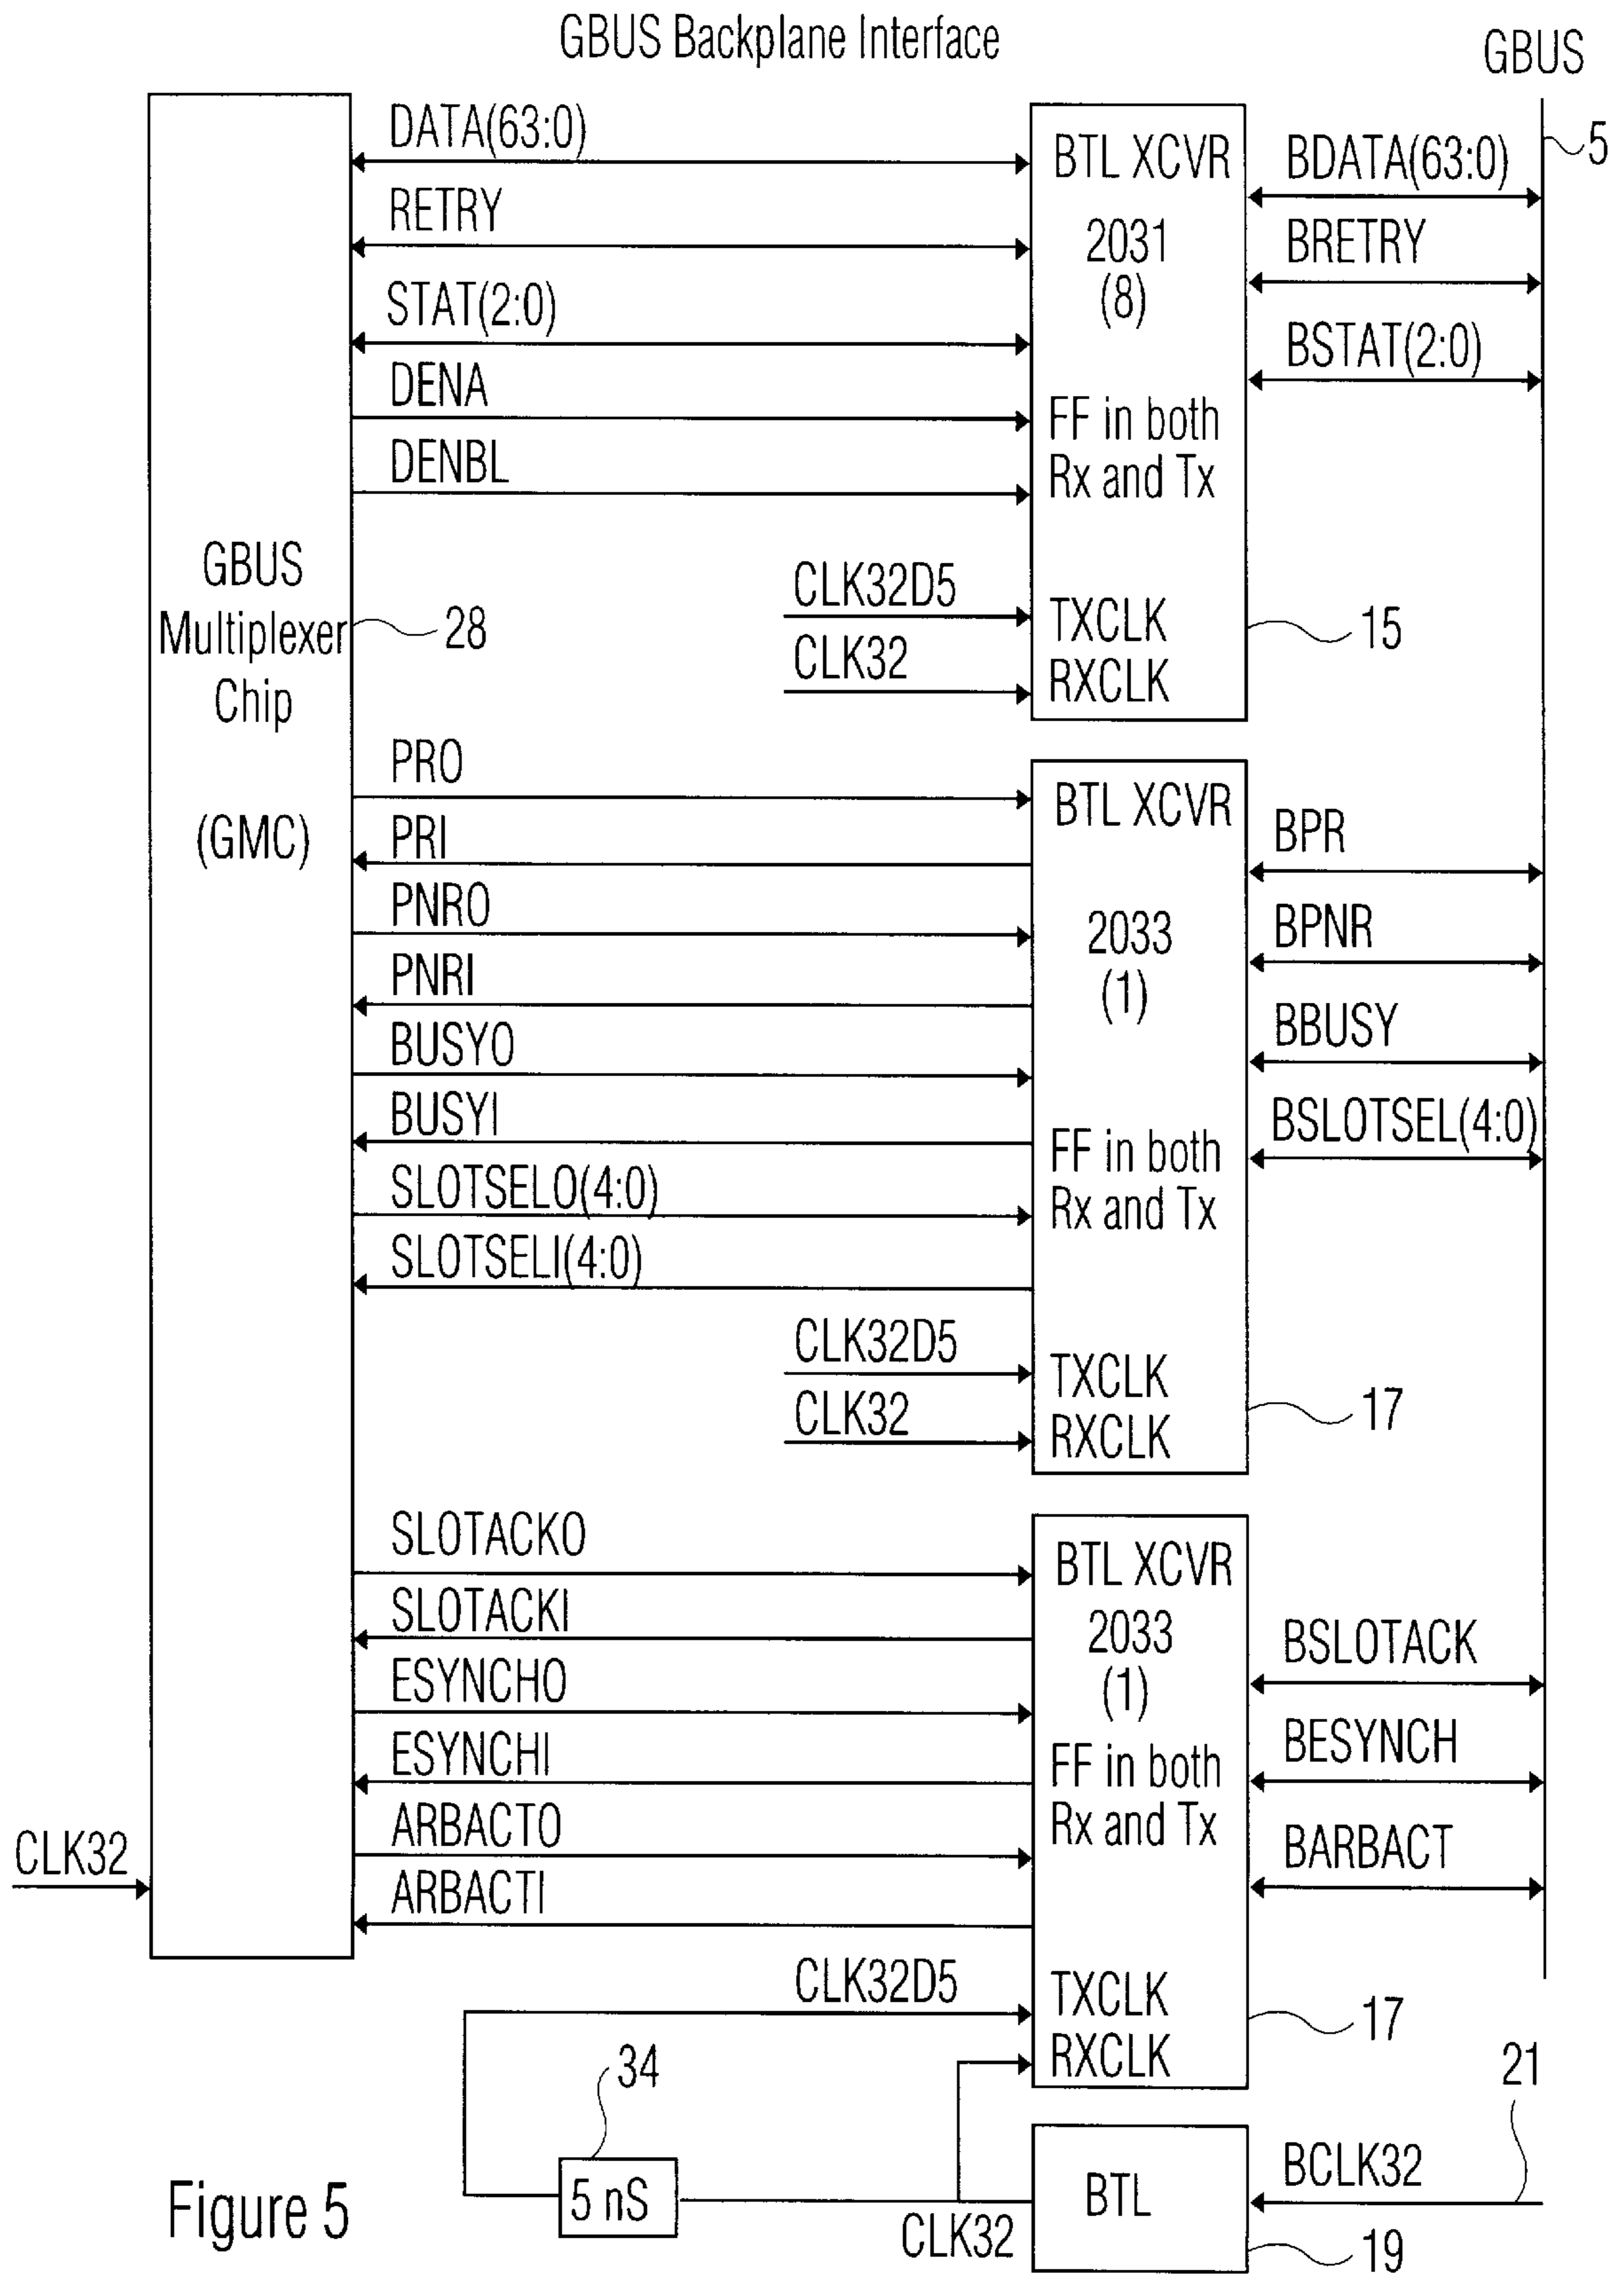 GBUS Backplane Interface
GBUS
5
DATA(63:0)
RETRY
STAT(2:0)
DENA
DENBL
BTL XCVR
2031
(8)
FF in both
Rx and Tx
CLK32D5
TXCLK
CLK32
RXCLK
15
BDATA(63:0)
BRETRY
BSTAT(2:0)
GBUS
Multiplexer
Chip
(GMC)
28
PRO
PRI
PNRO
PNRI
BUSYO
BUSYI
SLOTSELO(4:0)
SLOTSELI(4:0)
BTL XCVR
2033
(1)
FF in both
Rx and Tx
CLK32D5
TXCLK
CLK32
RXCLK
17
BPR
BPNR
BBUSY
BSLOTSEL(4:0)
SLOTACKO
SLOTACKI
ESYNCHO
ESYNCHI
ARBACTO
ARBACTI
CLK32
BTL XCVR
2033
(1)
FF in both
Rx and Tx
CLK32D5
TXCLK
RXCLK
17
BSLOTACK
BESYNCH
BARBACT
34
5 nS
CLK32
BTL
BCLK32
21
19
Figure 5